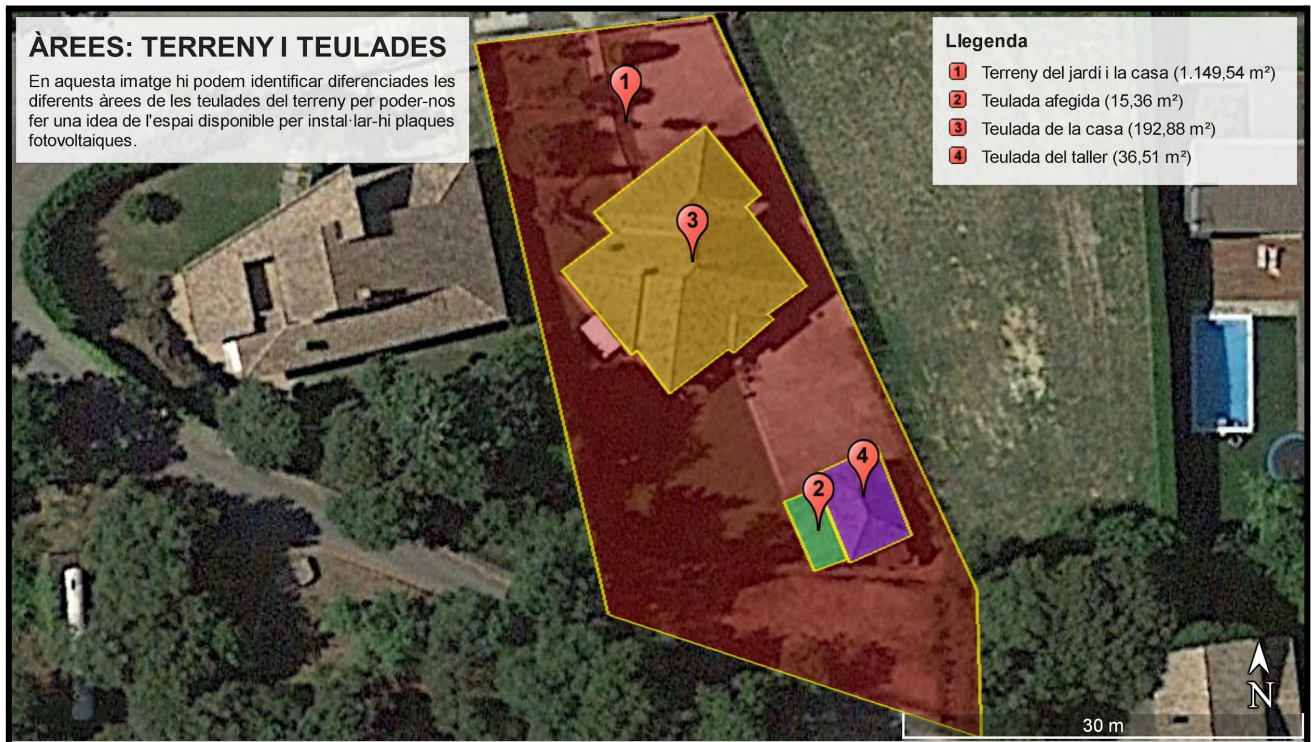 ÀREES: TERRENY I TEULADES
En aquesta imatge hi podem identificar diferenciades les
diferents àrees de les teulades del terreny per poder-nos
fer una idea de l'espai disponible per instal·lar-hi plaques
fotovoltaiques.
Llegenda
1 Terreny del jardí i la casa (1.149,54 m²)
2 Teulada afegida (15,36 m²)
3 Teulada de la casa (192,88 m²)
4 Teulada del taller (36,51 m²)
1
3
4
2
N
30 m